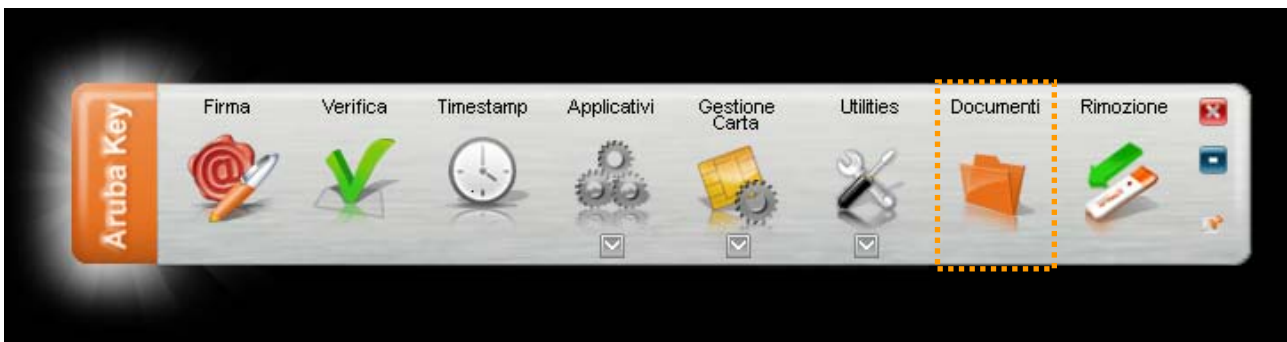 Aruba Key
Firma
Verifica
Timestamp
Applicativi
Gestione
Carta
Utilities
Documenti
Rimozione